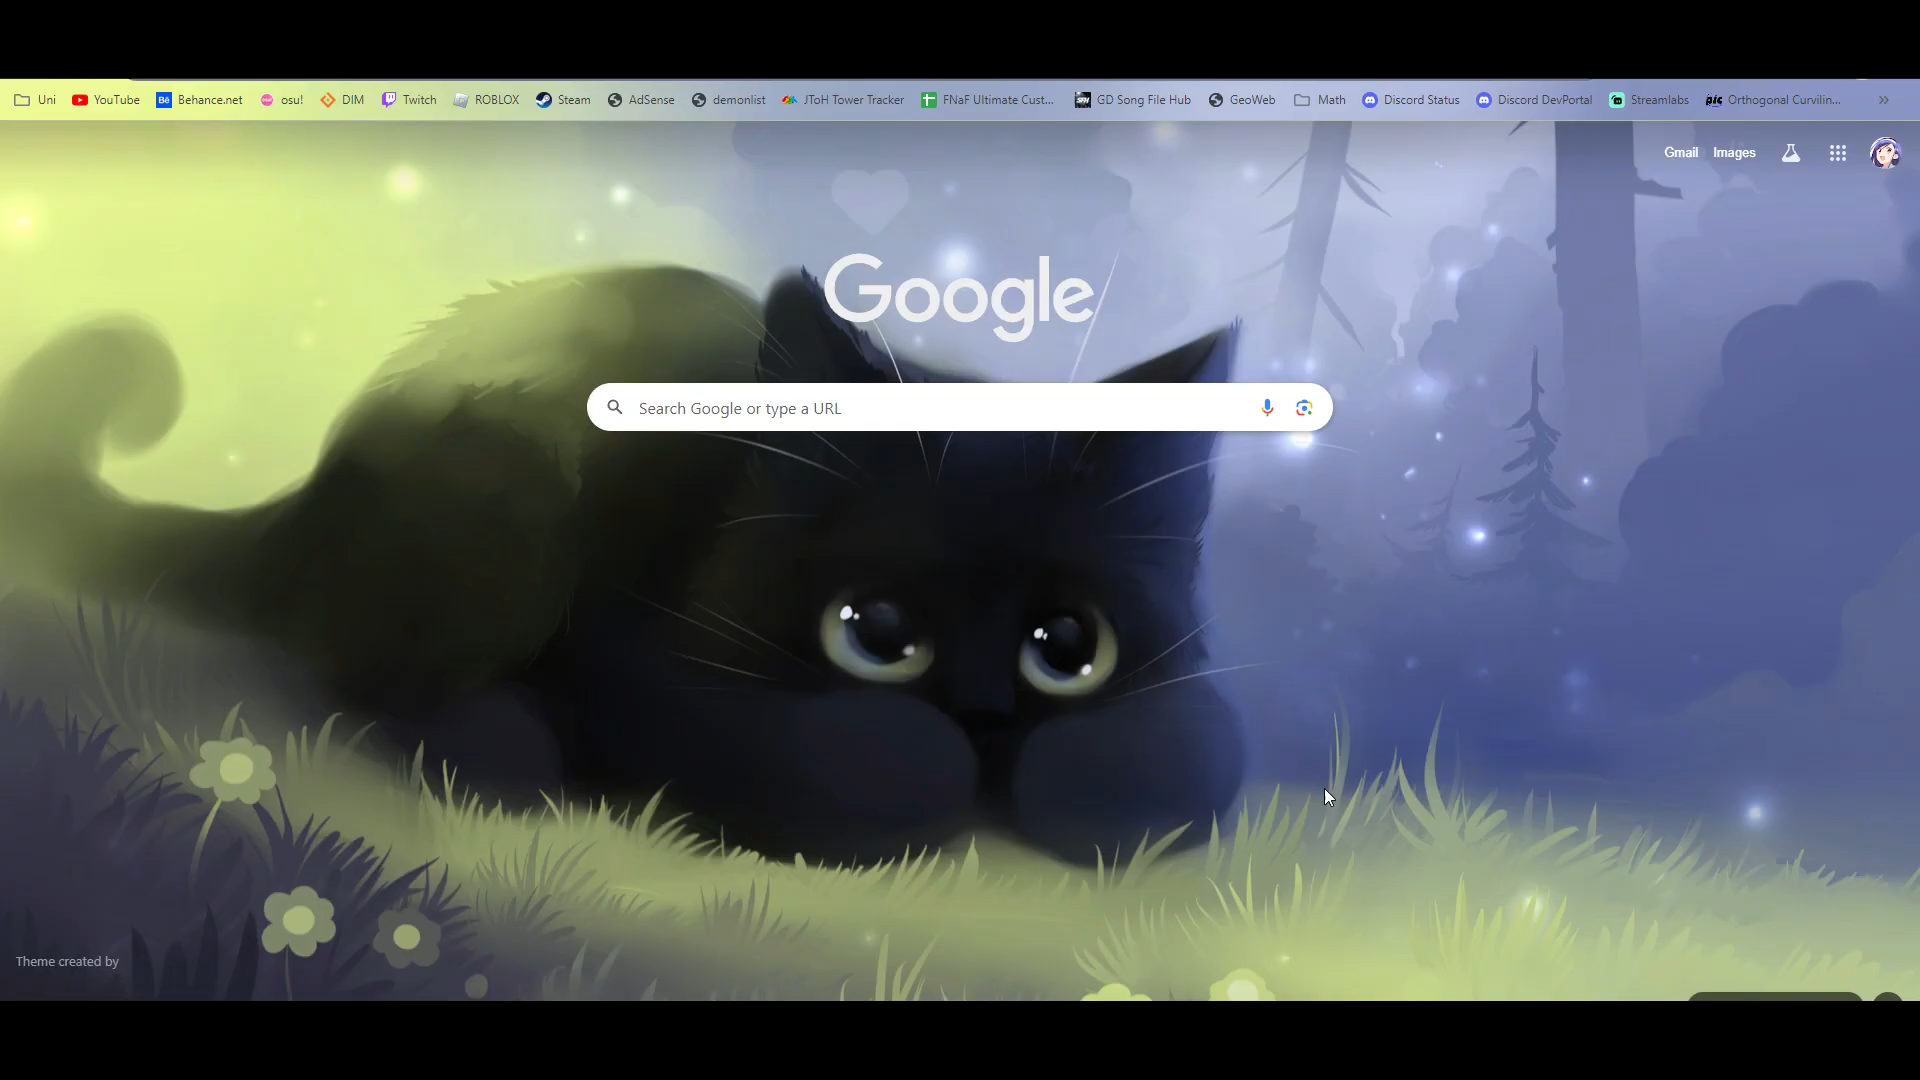 Uni YouTube Behance.net osu! DIM Twitch ROBLOX Steam AdSense demonlist JToH Tower Tracker FNaF Ultimate Cust... GD Song File Hub GeoWeb Math Discord Status Discord DevPortal Streamlabs Orthogonal Curvilin... »
Gmail Images
Google
Search Google or type a URL
Theme created by